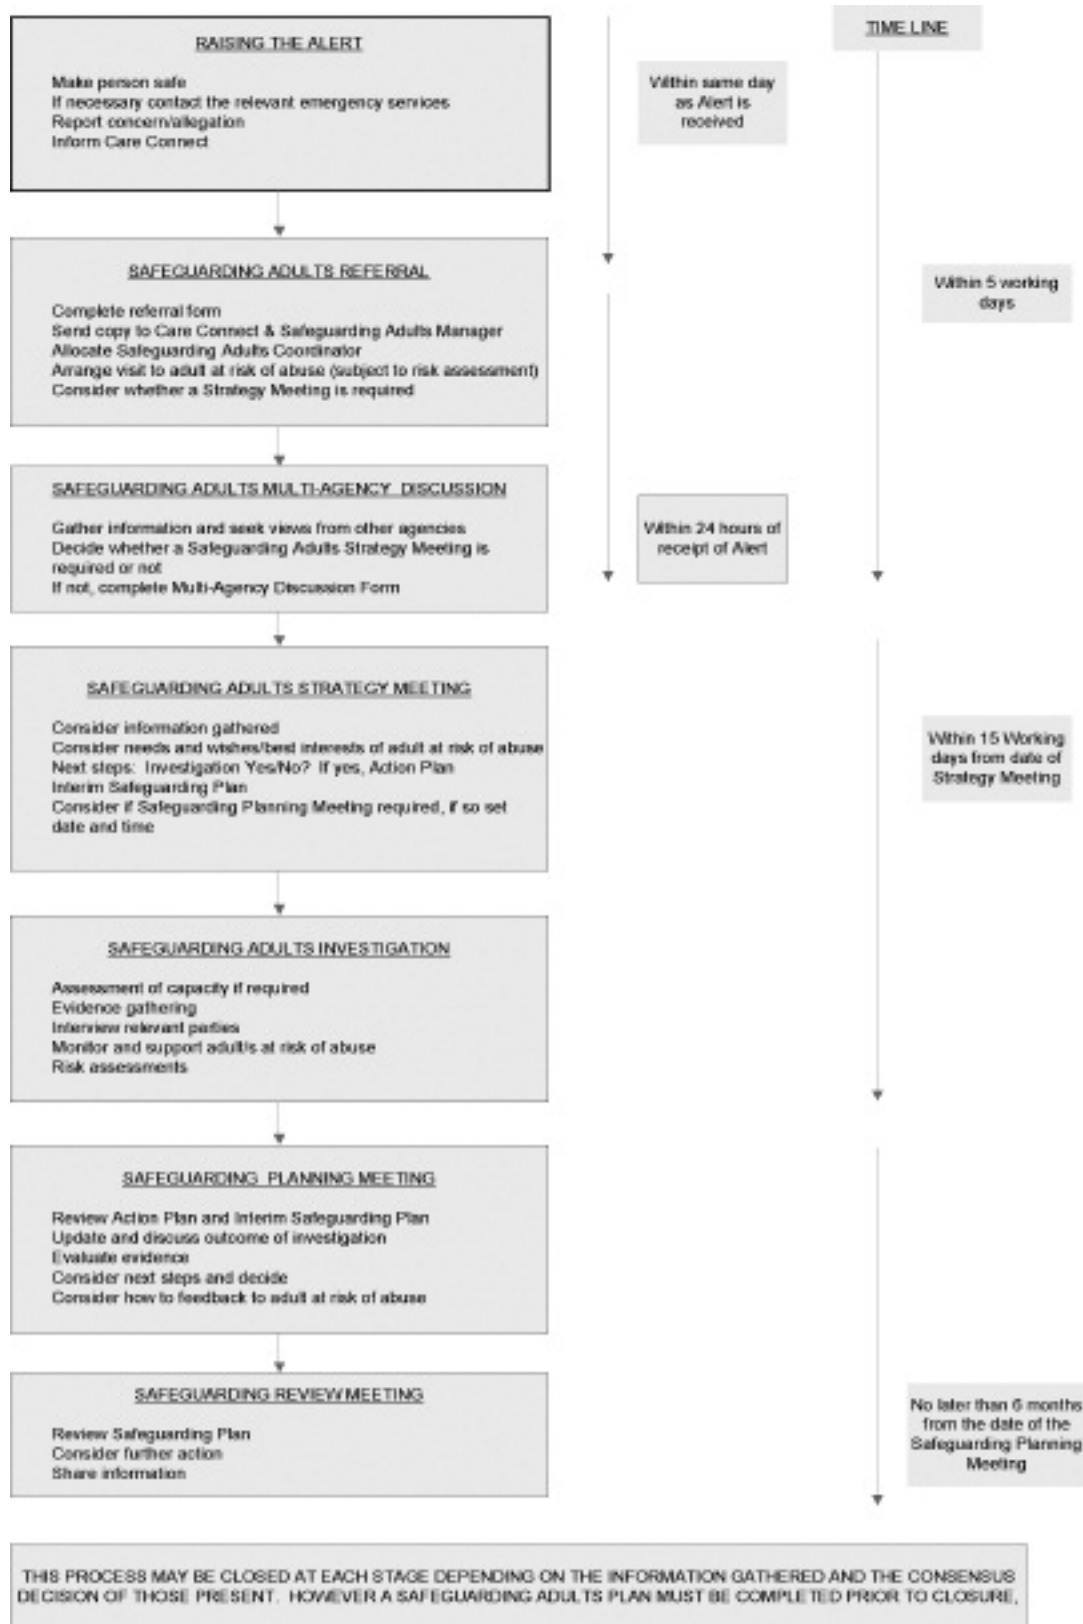 RAISING THE ALERT
Make person safe
If necessary contact the relevant emergency services
Report concern/allegation
Inform Care Connect
TIME LINE
Within same day
as Alert is
received
SAFEGUARDING ADULTS REFERRAL
Complete referral form
Send copy to Care Connect & Safeguarding Adults Manager
Allocate Safeguarding Adults Coordinator
Arrange visit to adult at risk of abuse (subject to risk assessment)
Consider whether a Strategy Meeting is required
Within 5 working
days
SAFEGUARDING ADULTS MULTI-AGENCY DISCUSSION
Gather information and seek views from other agencies
Decide whether a Safeguarding Adults Strategy Meeting is
required or not
If not, complete Multi-Agency Discussion Form
Within 24 hours of
receipt of Alert
SAFEGUARDING ADULTS STRATEGY MEETING
Consider information gathered
Consider needs and wishes/best interests of adult at risk of abuse
Next steps: Investigation Yes/No? If yes, Action Plan
Interim Safeguarding Plan
Consider if Safeguarding Planning Meeting required, if so set
date and time
Within 15 Working
days from date of
Strategy Meeting
SAFEGUARDING ADULTS INVESTIGATION
Assessment of capacity if required
Evidence gathering
Interview relevant parties
Monitor and support adult/s at risk of abuse
Risk assessments
SAFEGUARDING PLANNING MEETING
Review Action Plan and Interim Safeguarding Plan
Update and discuss outcome of investigation
Evaluate evidence
Consider next steps and decide
Consider how to feedback to adult at risk of abuse
SAFEGUARDING REVIEW MEETING
Review Safeguarding Plan
Consider further action
Share information
No later than 6 months
from the date of the
Safeguarding Planning
Meeting
THIS PROCESS MAY BE CLOSED AT EACH STAGE DEPENDING ON THE INFORMATION GATHERED AND THE CONSENSUS
DECISION OF THOSE PRESENT. HOWEVER A SAFEGUARDING ADULTS PLAN MUST BE COMPLETED PRIOR TO CLOSURE,